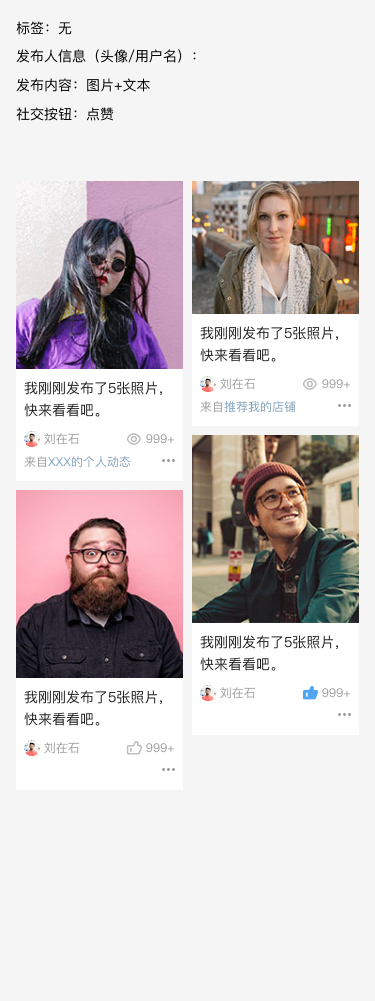 标签：无
发布人信息（头像/用户名）：
发布内容：图片+文本
社交按钮：点赞
我刚刚发布了5张照片，
快来看看吧。
刘在石 999+
来自XXX的个人动态
我刚刚发布了5张照片，
快来看看吧。
刘在石 999+
来自推荐我的店铺
我刚刚发布了5张照片，
快来看看吧。
刘在石 999+
我刚刚发布了5张照片，
快来看看吧。
刘在石 999+